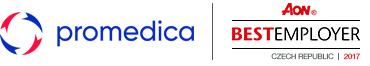 promedica
AON®
BESTEMPLOYER
CZECH REPUBLIC | 2017